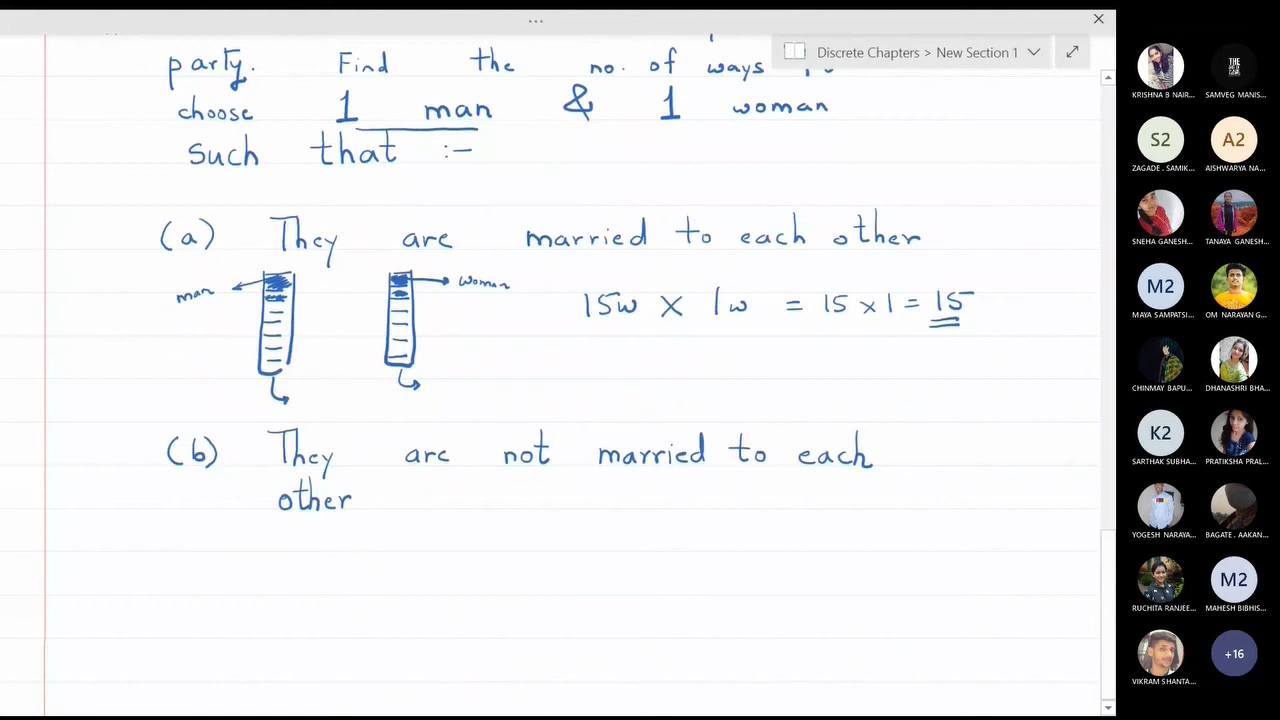 ...
Discrete Chapters > New Section 1
party. Find the no. of ways
choose 1 man & 1 woman
such that :-
(a) They are married to each other
man
woman
15w X 1w = 15 x 1 = 15
(b) They are not married to each
other
KRISHNA B NAIR...
SAMVEG MANIS...
THE
S2
ZAGADE . SAMIK...
A2
AISHWARYA NA...
SNEHA GANESH...
TANAYA GANESH...
M2
MAYA SAMPATSI...
OM NARAYAN G...
CHINMAY BAPU...
DHANASHRI BHA...
K2
SARTHAK SUBHA...
PRATIKSHA PRAL...
YOGESH NARAYA...
BAGATE . AAKAN...
RUCHITA RANJEE...
M2
MAHESH BIBHIS...
VIKRAM SHANTA...
+16